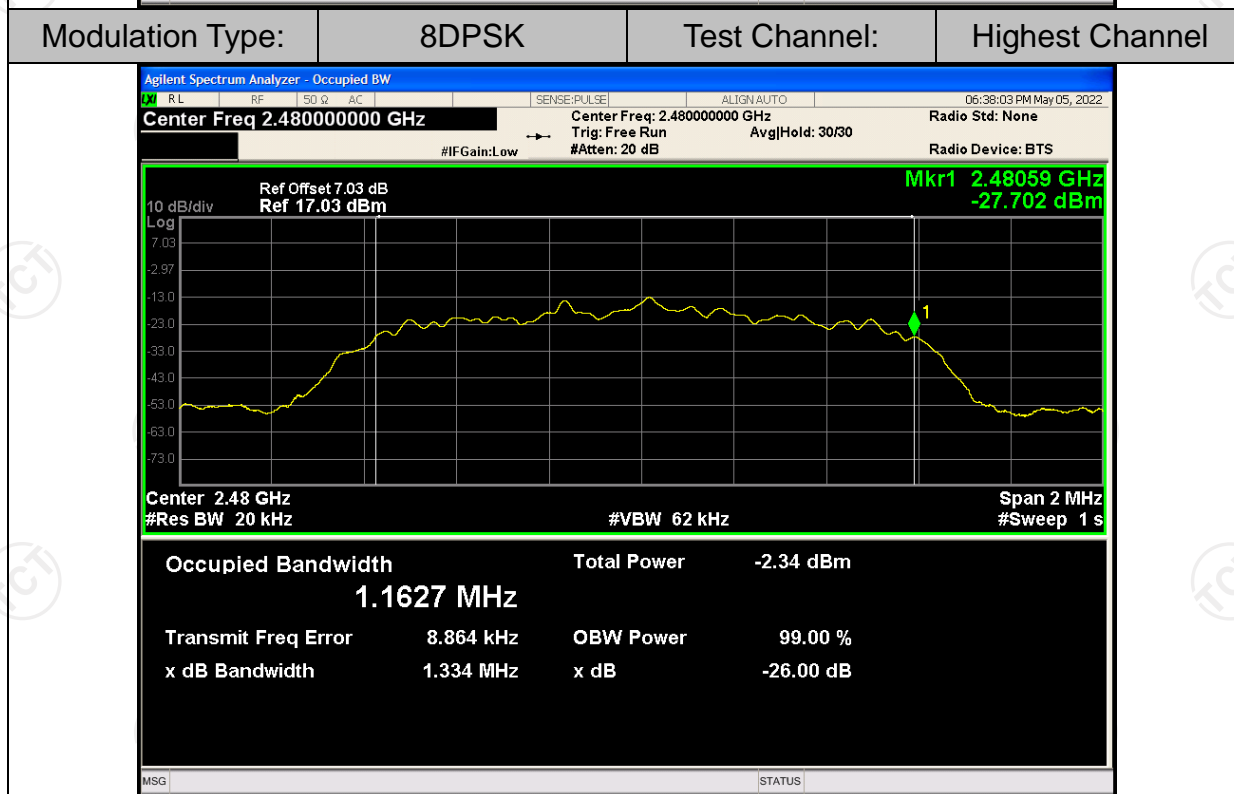 Modulation Type: 8DPSK Test Channel: Highest Channel
Agilent Spectrum Analyzer - Occupied BW
LXI RL RF 50 Ω AC SENSE:PULSE ALIGN AUTO 06:38:03 PM May 05, 2022
Center Freq 2.480000000 GHz Center Freq: 2.480000000 GHz Radio Std: None
Trig: Free Run Avg|Hold: 30/30
#IFGain:Low #Atten: 20 dB Radio Device: BTS
Mkr1 2.48059 GHz
Ref Offset 7.03 dB
10 dB/div Ref 17.03 dBm -27.702 dBm
Log
7.03
-2.97
-13.0
1
-23.0
-33.0
-43.0
-53.0
-63.0
-73.0
Center 2.48 GHz Span 2 MHz
#Res BW 20 kHz #VBW 62 kHz #Sweep 1 s
Occupied Bandwidth Total Power -2.34 dBm
1.1627 MHz
Transmit Freq Error 8.864 kHz OBW Power 99.00 %
x dB Bandwidth 1.334 MHz x dB -26.00 dB
MSG STATUS
TCT
TCT
TCT
TCT